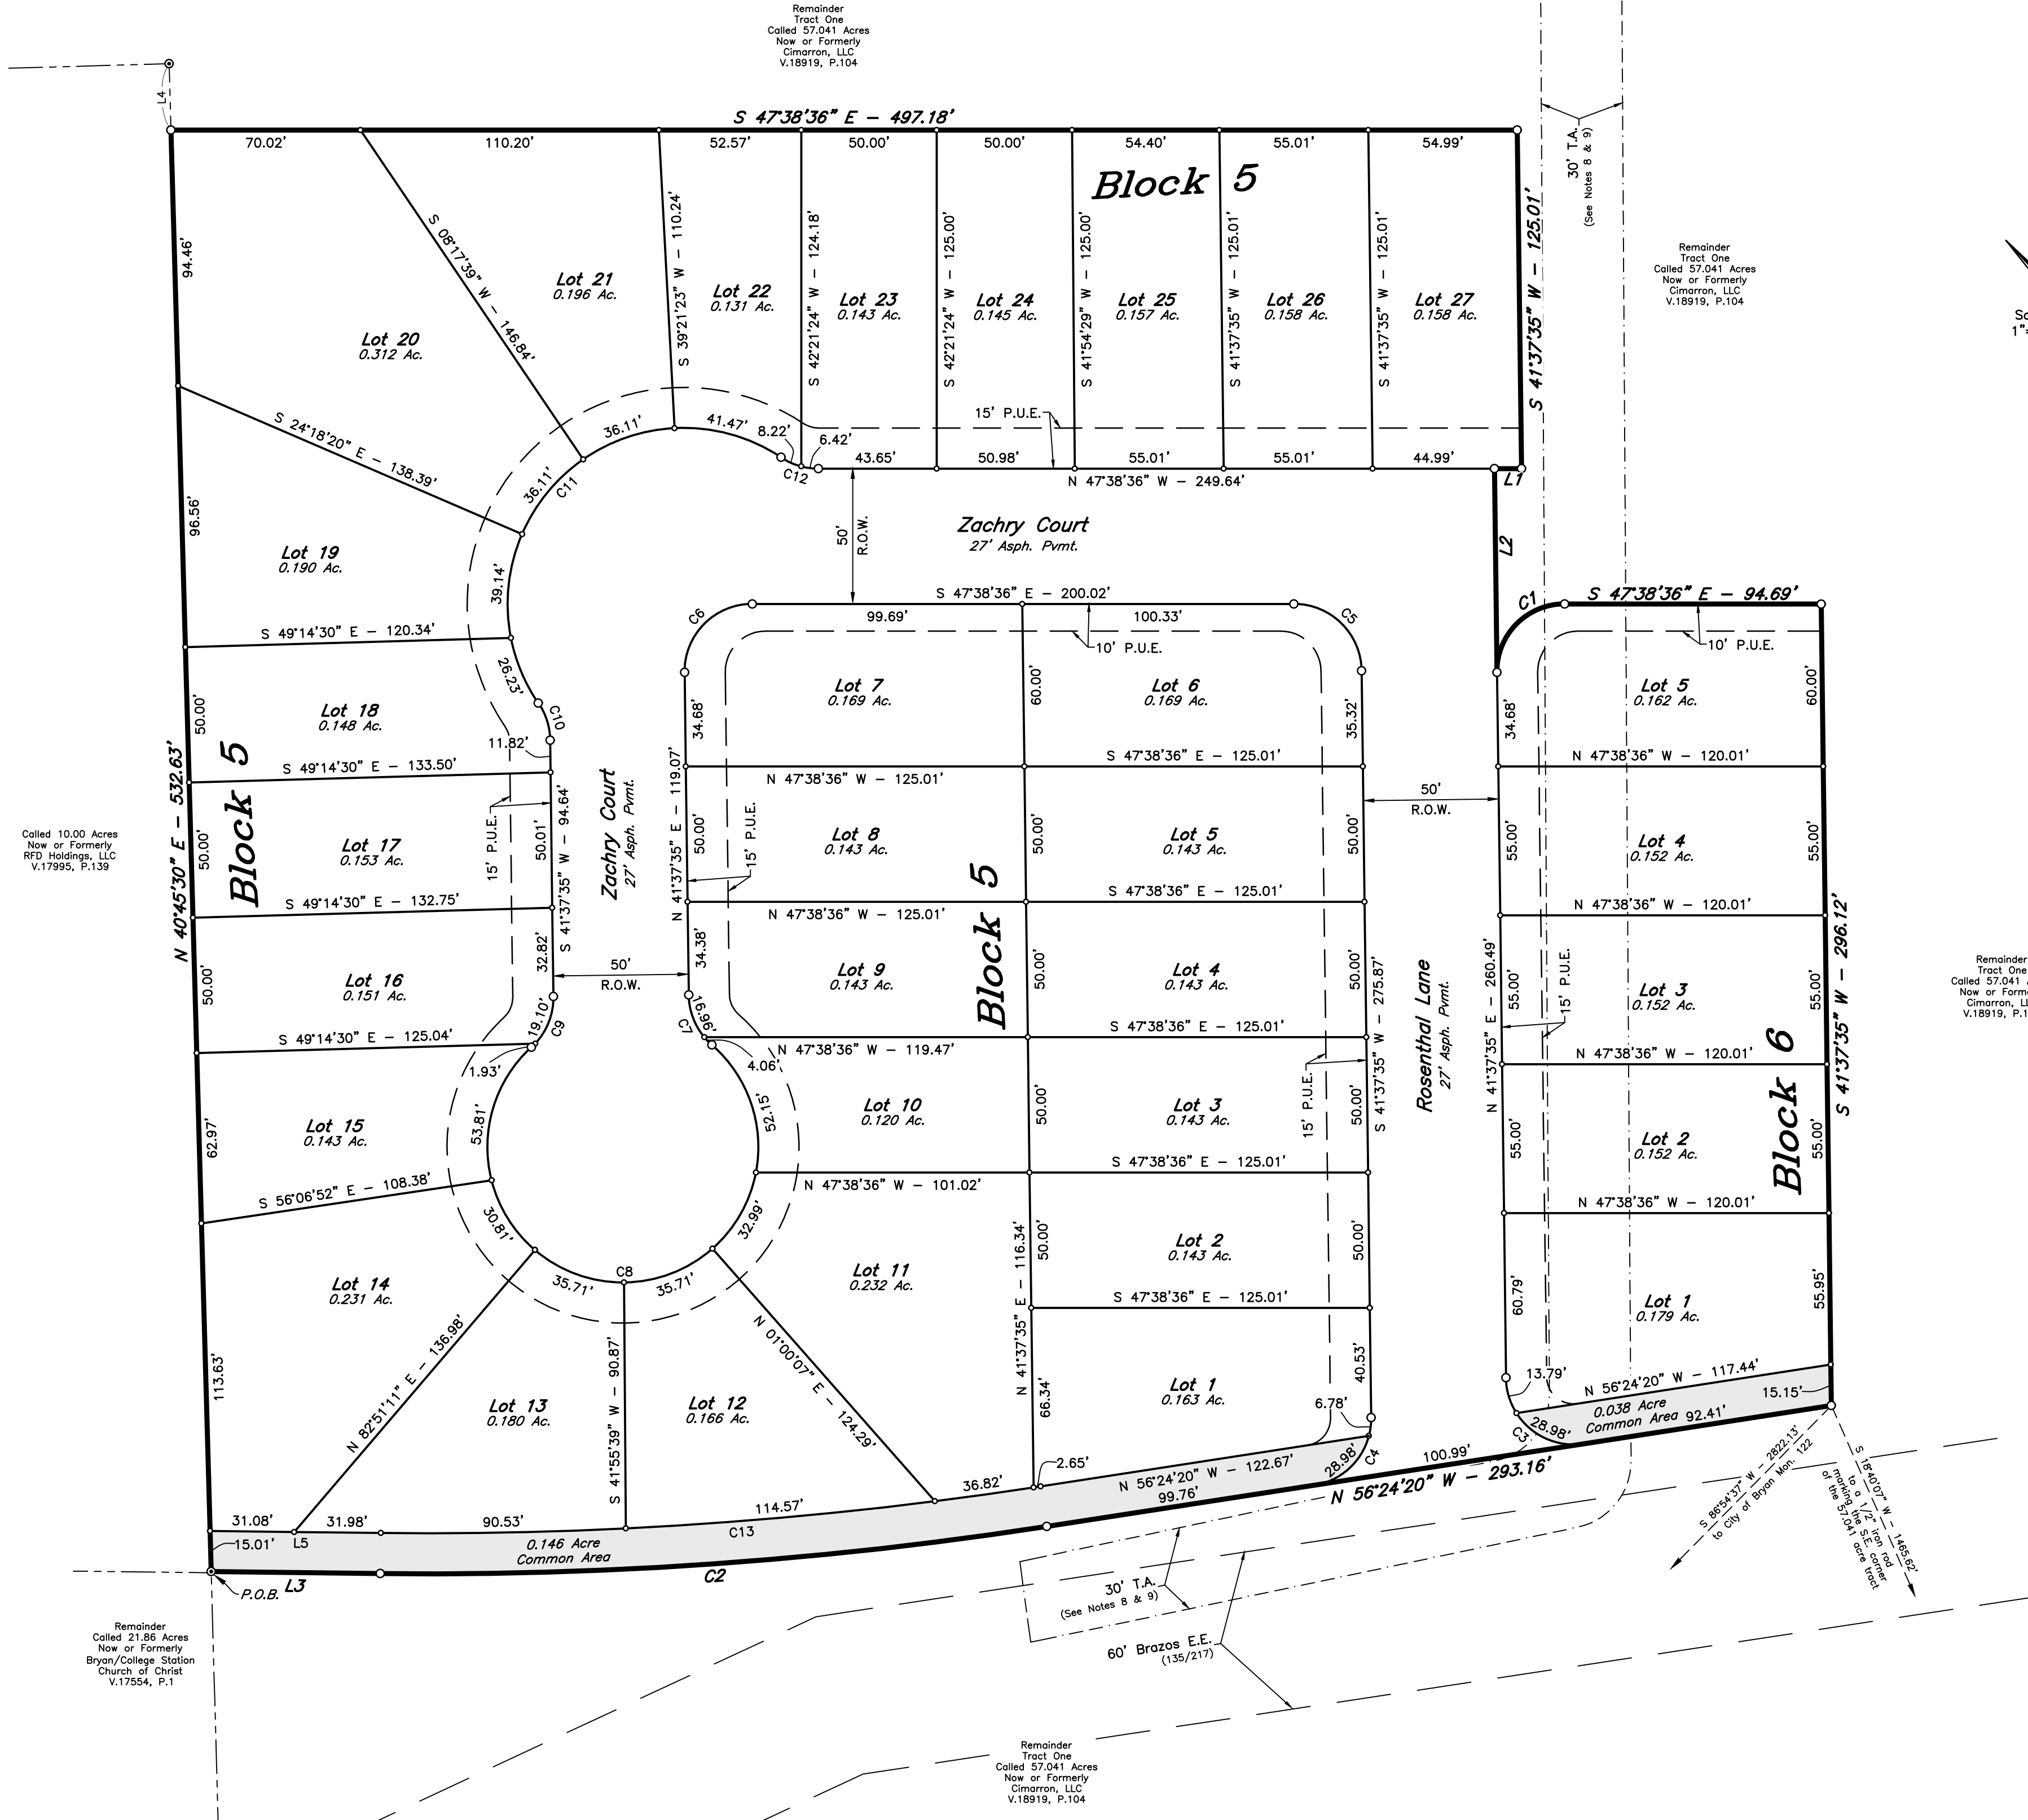 Remainder
Tract One
Called 57.041 Acres
Now or Formerly
Cimarron, LLC
V.18919, P.104
L4
S 47°38'36" E – 497.18'
70.02'
110.20'
52.57'
50.00'
50.00'
54.40'
55.01'
54.99'
Block 5
30' T.A.
(See Notes 8 & 9)
S 41°37'35" W – 125.01'
Remainder
Tract One
Called 57.041 Acres
Now or Formerly
Cimarron, LLC
V.18919, P.104
1"=
94.46'
S 08°17'39" W – 146.84'
S 39°21'23" W – 110.24'
S 42°21'24" W – 124.18'
S 42°21'24" W – 125.00'
S 41°54'29" W – 125.00'
S 41°37'35" W – 125.01'
S 41°37'35" W – 125.01'
Lot 20
0.312 Ac.
Lot 21
0.196 Ac.
Lot 22
0.131 Ac.
Lot 23
0.143 Ac.
Lot 24
0.145 Ac.
Lot 25
0.157 Ac.
Lot 26
0.158 Ac.
Lot 27
0.158 Ac.
S 24°18'20" E – 138.39'
36.11'
41.47'
8.22'
6.42'
C12
15' P.U.E.
43.65'
50.98'
55.01'
55.01'
44.99'
N 47°38'36" W – 249.64'
L1
L2
36.11'
C11
96.56'
Lot 19
0.190 Ac.
39.14'
50'
R.O.W.
Zachry Court
27' Asph. Pvmt.
S 49°14'30" E – 120.34'
26.23'
C10
11.82'
50.00'
Lot 18
0.148 Ac.
S 49°14'30" E – 133.50'
C6
S 47°38'36" E – 200.02'
99.69'
100.33'
C5
10' P.U.E.
C1
S 47°38'36" E – 94.69'
10' P.U.E.
34.68'
Lot 7
0.169 Ac.
60.00'
Lot 6
0.169 Ac.
35.32'
34.68'
Lot 5
0.162 Ac.
60.00'
N 47°38'36" W – 125.01'
S 47°38'36" E – 125.01'
N 47°38'36" W – 120.01'
N 40°45'30" E – 532.63'
Block 5
Called 10.00 Acres
Now or Formerly
RFD Holdings, LLC
V.17995, P.139
50.00'
Lot 17
0.153 Ac.
15' P.U.E.
50.01'
S 41°37'35" W – 94.64'
Zachry Court
27' Asph. Pvmt.
N 41°37'35" E – 119.07'
50.00'
15' P.U.E.
Lot 8
0.143 Ac.
50.00'
Lot 5
0.143 Ac.
50.00'
50'
R.O.W.
55.00'
Lot 4
0.152 Ac.
55.00'
S 49°14'30" E – 132.75'
N 47°38'36" W – 125.01'
S 47°38'36" E – 125.01'
N 47°38'36" W – 120.01'
50.00'
Lot 16
0.151 Ac.
32.82'
50'
R.O.W.
34.38'
Lot 9
0.143 Ac.
Block 5
50.00'
Lot 4
0.143 Ac.
50.00'
S 41°37'35" W – 275.87'
Rosenthal Lane
27' Asph. Pvmt.
N 41°37'35" E – 260.49'
55.00'
15' P.U.E.
Lot 3
0.152 Ac.
55.00'
S 41°37'35" W – 296.12'
Remainder
Tract One
Called 57.041
Cimarron,
S 49°14'30" E – 125.04'
19.10'
C9
1.93'
16.96'
C7
4.06'
N 47°38'36" W – 119.47'
S 47°38'36" E – 125.01'
N 47°38'36" W – 120.01'
62.97'
Lot 15
0.143 Ac.
53.81'
52.15'
Lot 10
0.120 Ac.
50.00'
Lot 3
0.143 Ac.
15' P.U.E.
50.00'
55.00'
Lot 2
0.152 Ac.
Block 6
55.00'
S 56°06'52" E – 108.38'
N 47°38'36" W – 101.02'
S 47°38'36" E – 125.01'
N 47°38'36" W – 120.01'
30.81'
32.99'
C8
35.71'
35.71'
Lot 14
0.231 Ac.
Lot 11
0.232 Ac.
N 41°37'35" E – 116.34'
50.00'
Lot 2
0.143 Ac.
50.00'
60.79'
Lot 1
0.179 Ac.
55.95'
S 47°38'36" E – 125.01'
113.63'
N 82°51'11" E – 136.98'
S 41°55'39" W – 90.87'
N 01°00'07" E – 124.29'
Lot 13
0.180 Ac.
Lot 12
0.166 Ac.
66.34'
Lot 1
0.163 Ac.
40.53'
6.78'
13.79'
N 56°24'20" W – 117.44'
15.15'
0.038 Acre
Common Area
92.41'
28.98'
C3
31.08'
L5
31.98'
90.53'
114.57'
C13
36.82'
2.65'
N 56°24'20" W – 122.67'
99.76'
28.98'
C4
100.99'
N 56°24'20" W – 293.16'
15.01'
0.146 Acre
Common Area
P.O.B.
L3
C2
S 86°54'37" W – 2822.13'
to City of Bryan Mon. 122
S 18°40'07" W – 1465.62'
to a 1/2" iron rod
marking the S.E. corner
of the 57.041 acre tract
30' T.A.
(See Notes 8 & 9)
60' Brazos E.E.
(135/217)
Remainder
Called 21.86 Acres
Now or Formerly
Bryan/College Station
Church of Christ
V.17554, P.1
Remainder
Tract One
Called 57.041 Acres
Now or Formerly
Cimarron, LLC
V.18919, P.104